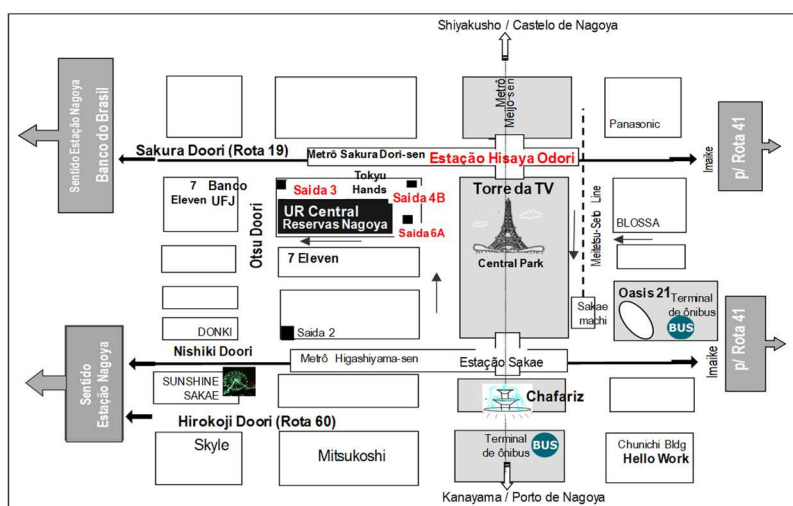 Shiyakusho / Castelo de Nagoya
Metrô
Meijo-sen
Panasonic
Sentido Estação Nagoya
Banco do Brasil
Sakura Doori (Rota 19)
Metrô Sakura Dori-sen
Estação Hisaya Odori
Imaike
p/ Rota 41
7
Eleven
Banco
UFJ
Otsu Doori
Saida 3
Tokyu
Hands
Saida 4B
UR Central
Reservas Nagoya
Saida 6A
Torre da TV
Central Park
Meitetsu-Seto Line
BLOSSA
7 Eleven
Oasis 21
Terminal
de ônibus
BUS
Sakae
machi
DONKI
Saida 2
Nishiki Doori
Metrô Higashiyama-sen
Estação Sakae
Imaike
p/ Rota 41
Sentido
Estação Nagoya
SUNSHINE
SAKAE
Chafariz
Hirokoji Doori (Rota 60)
Skyle
Mitsukoshi
Terminal
de ônibus
BUS
Chunichi Bldg
Hello Work
Kanayama / Porto de Nagoya